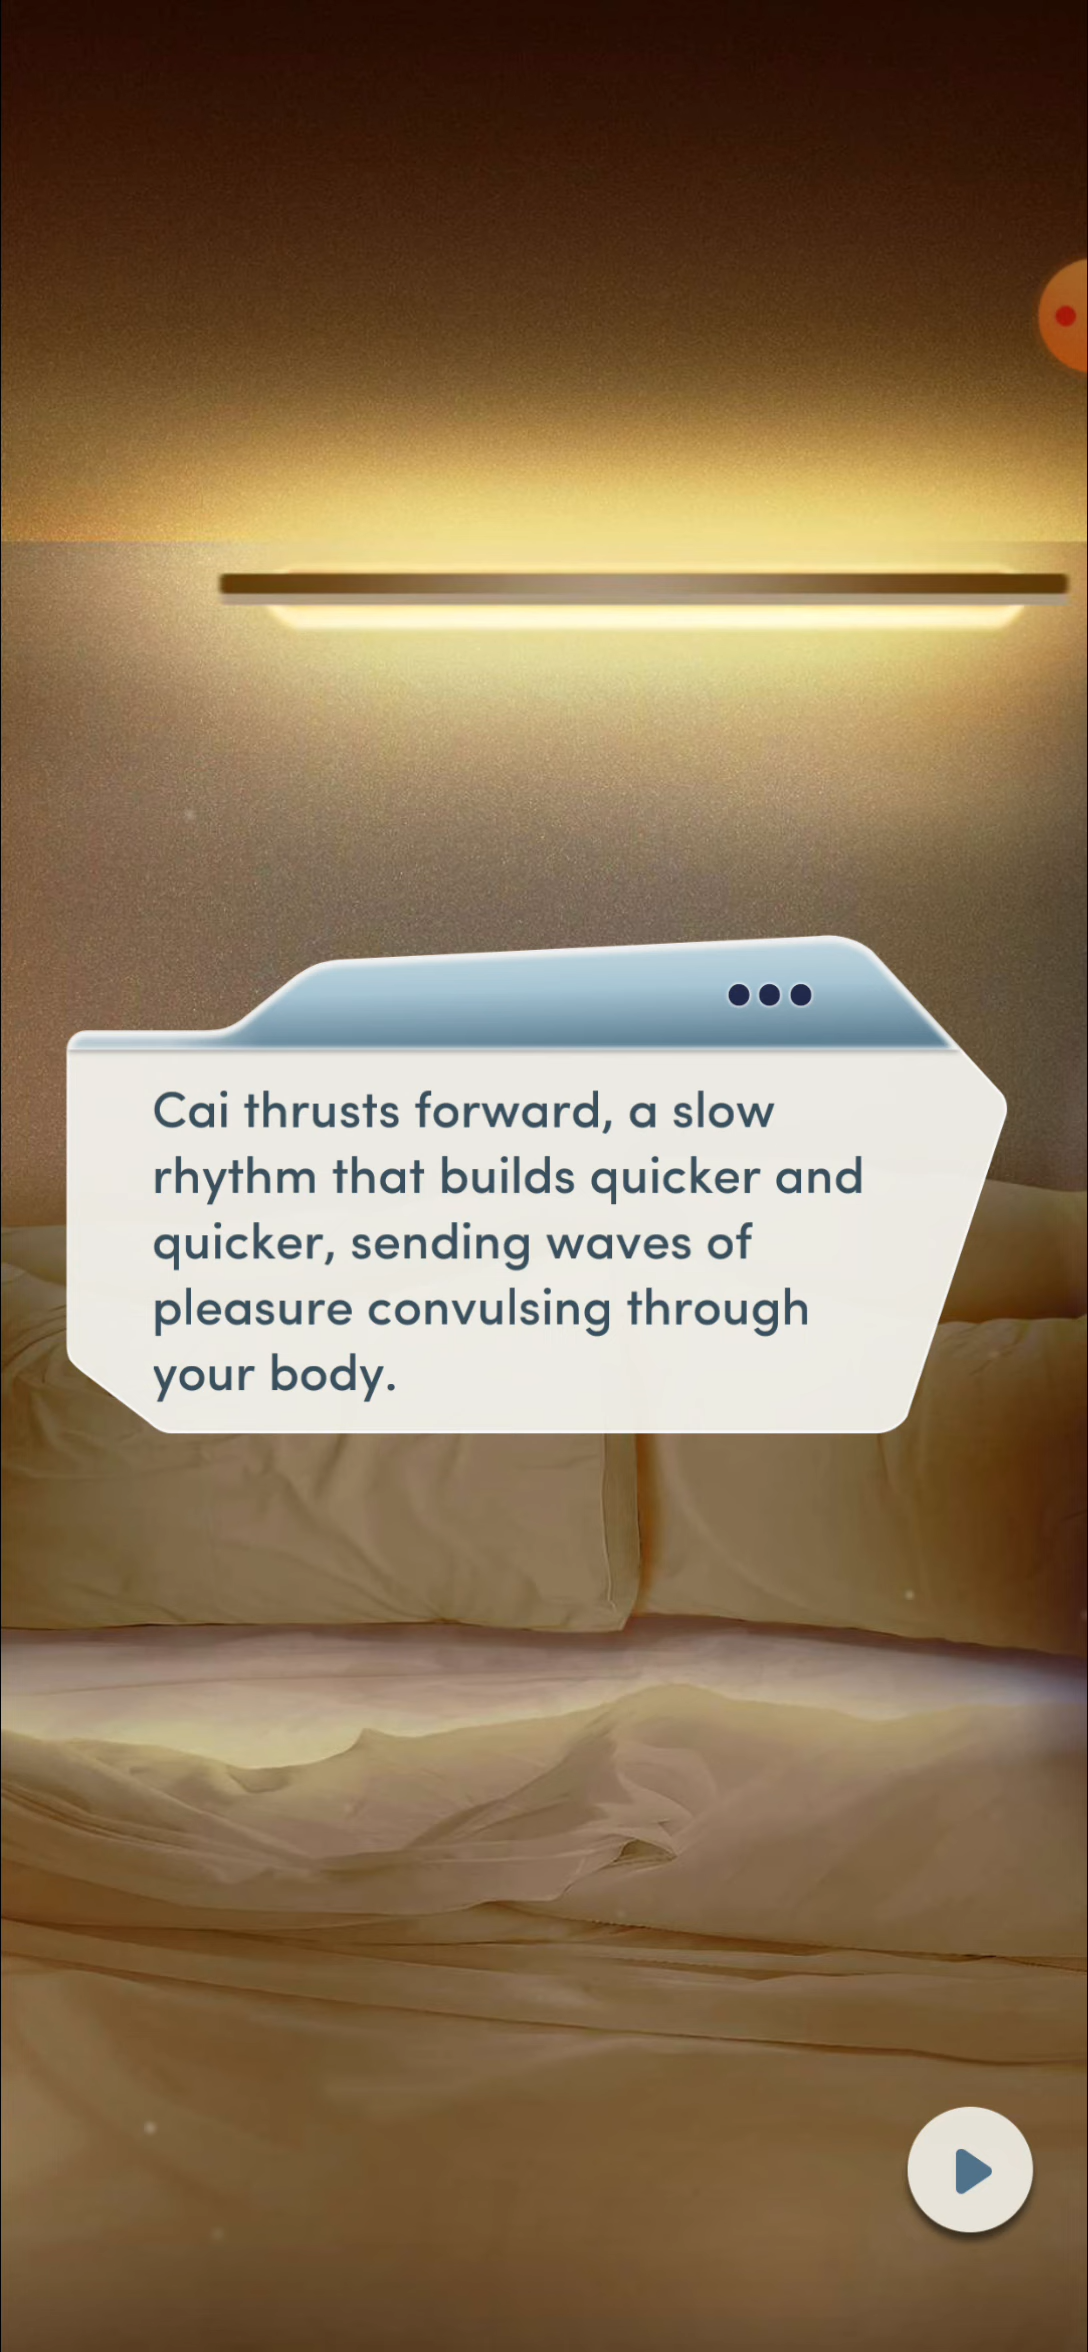 Cai thrusts forward, a slow
rhythm that builds quicker and
quicker, sending waves of
pleasure convulsing through
your body.